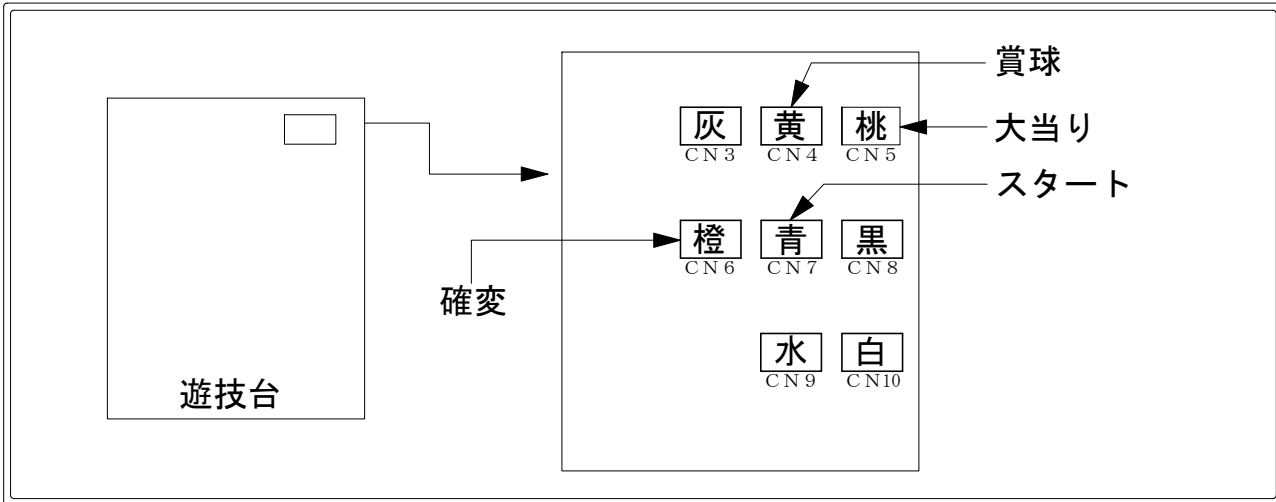 賞球
灰 黄 桃
CN3 CN4 CN5
大当り
スタート
橙 青 黒
CN6 CN7 CN8
確変
水 白
CN9 CN10
遊技台